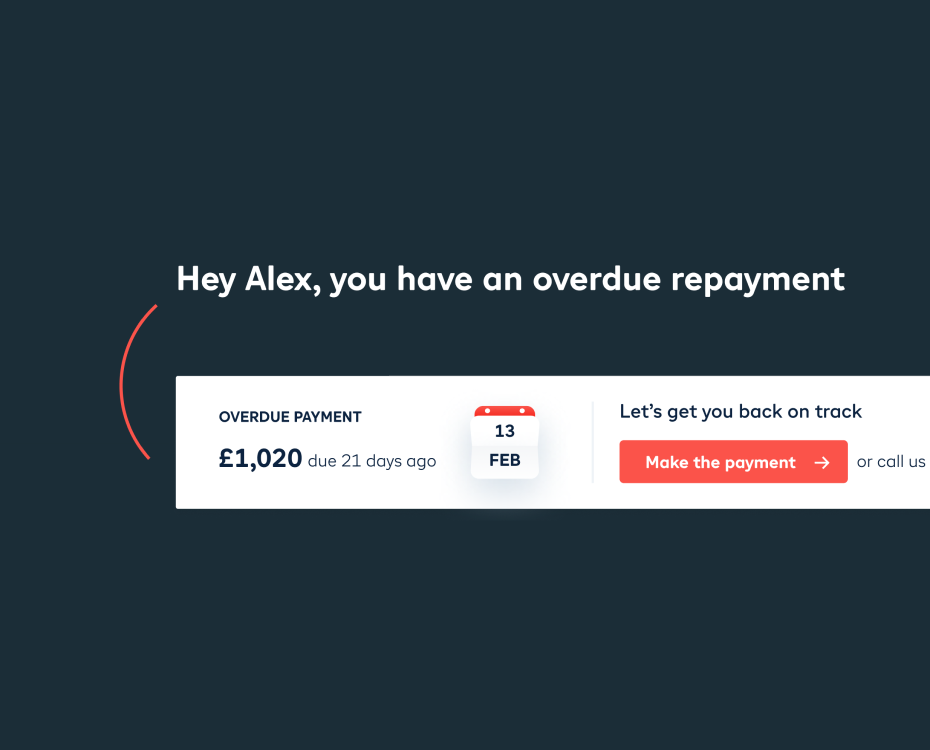 Hey Alex, you have an overdue repayment
OVERDUE PAYMENT
£1,020 due 21 days ago
13
FEB
Let’s get you back on track
Make the payment
or call us